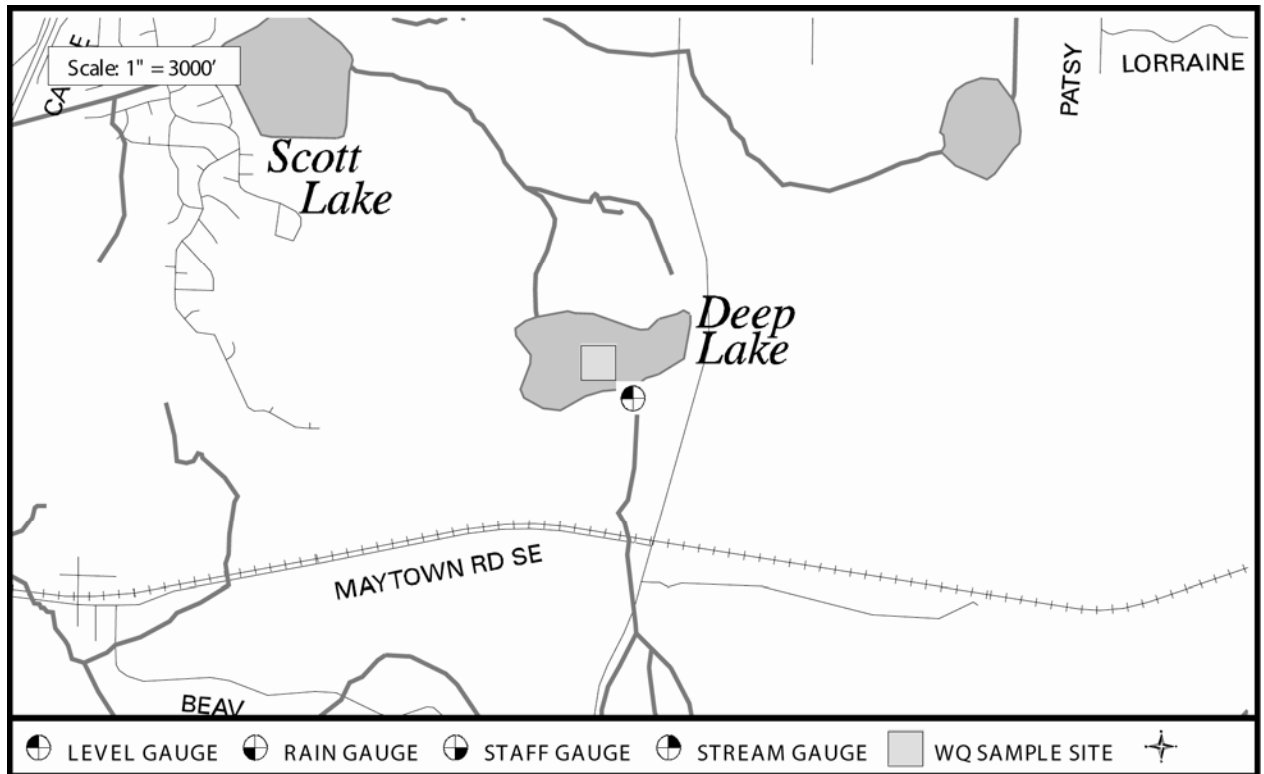 Scale: 1" = 3000'
PATSY
LORRAINE
Scott
Lake
Deep
Lake
MAYTOWN RD SE
BEAV
LEVEL GAUGE
RAIN GAUGE
STAFF GAUGE
STREAM GAUGE
WQ SAMPLE SITE